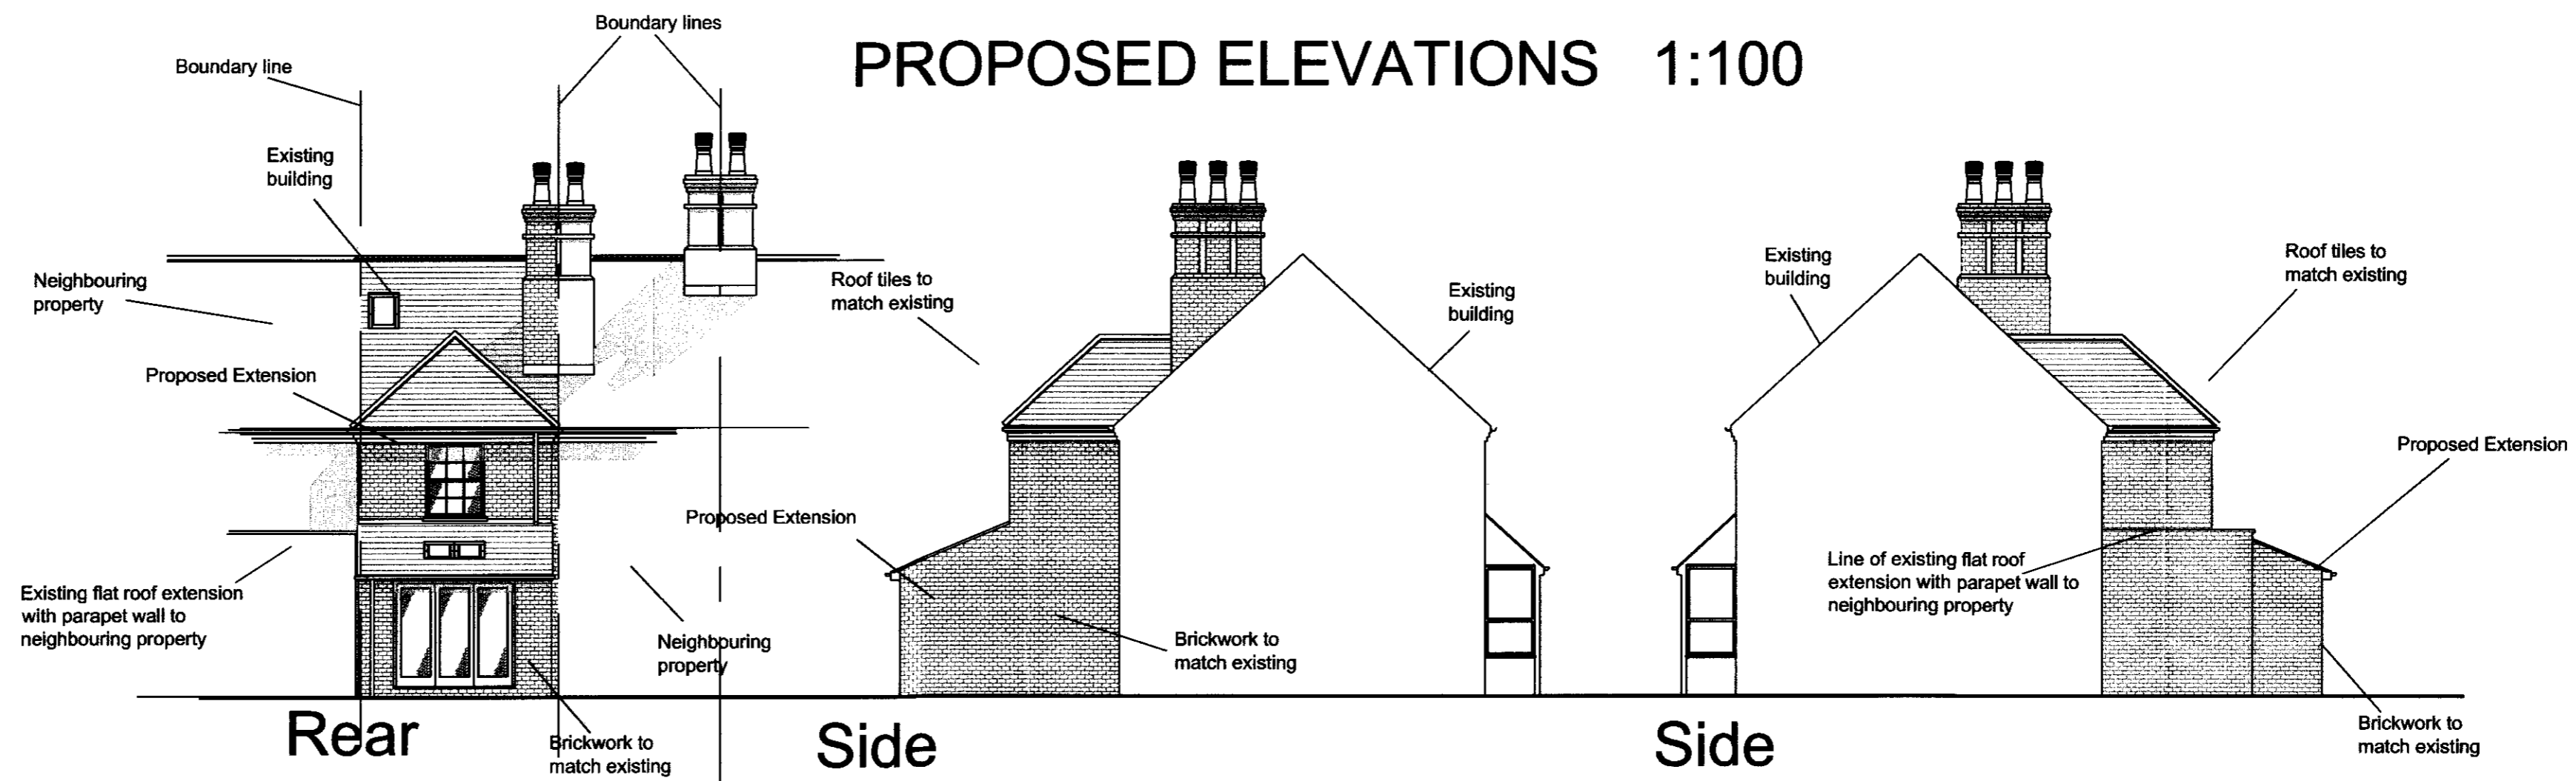 PROPOSED ELEVATIONS 1:100
Boundary lines
Boundary line
Existing
building
Neighbouring
property
Proposed Extension
Existing flat roof extension
with parapet wall to
neighbouring property
Neighbouring
property
Brickwork to
match existing
Rear
Roof tiles to
match existing
Existing
building
Proposed Extension
Brickwork to
match existing
Side
Existing
building
Roof tiles to
match existing
Proposed Extension
Line of existing flat roof
extension with parapet wall to
neighbouring property
Brickwork to
match existing
Side